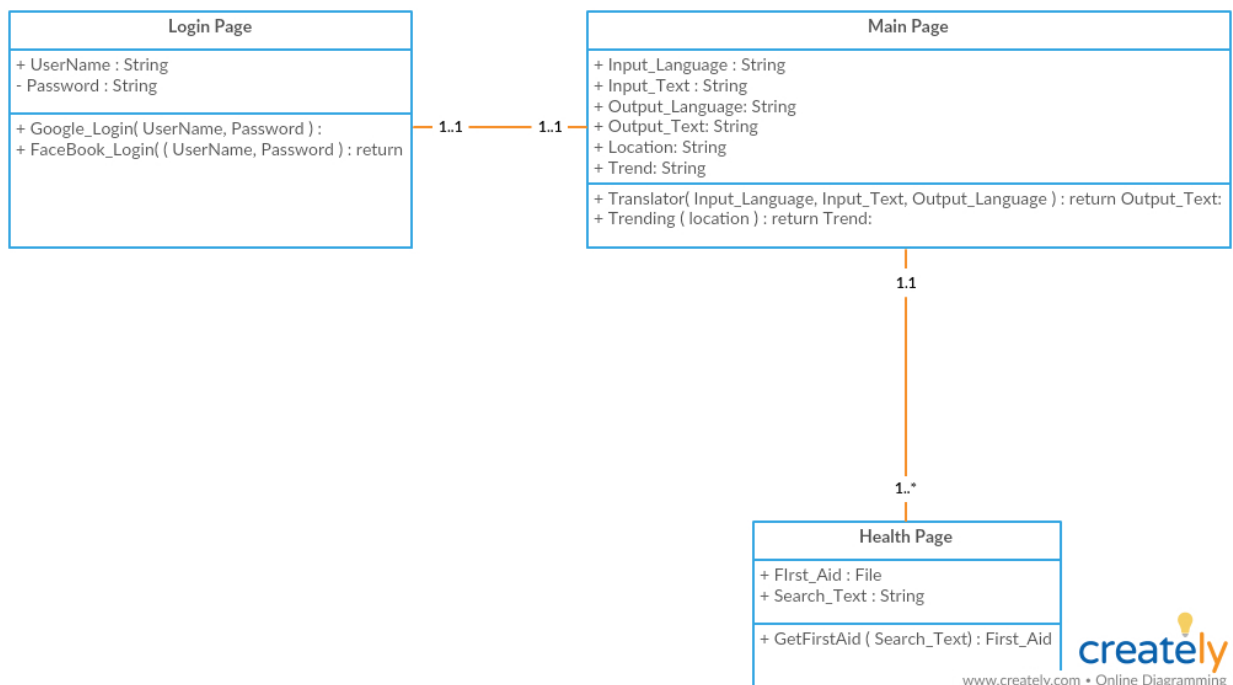 Login Page
+ UserName : String
- Password : String
+ Google_Login( UserName, Password ) :
+ FaceBook_Login( ( UserName, Password ) : return
1..1
1..1
Main Page
+ Input_Language : String
+ Input_Text : String
+ Output_Language: String
+ Output_Text: String
+ Location: String
+ Trend: String
+ Translator( Input_Language, Input_Text, Output_Language ) : return Output_Text:
+ Trending ( location ) : return Trend:
1.1
1..*
Health Page
+ FIrst_Aid : File
+ Search_Text : String
+ GetFirstAid ( Search_Text) : First_Aid
creately
www.creately.com • Online Diagramming